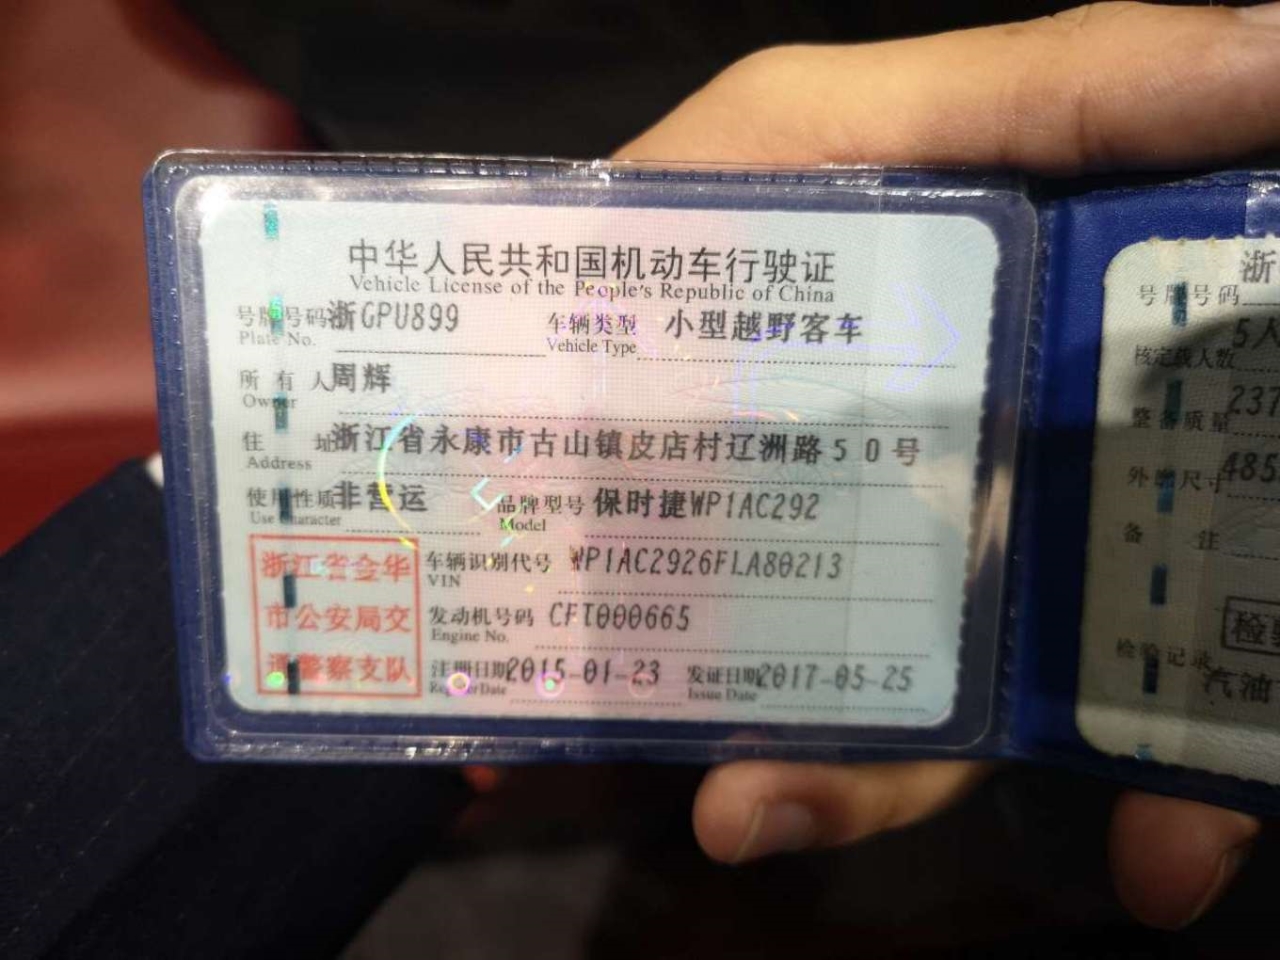 中华人民共和国机动车行驶证
Vehicle License of the People's Republic of China
号牌号码 浙GPU899 车辆类型 小型越野客车
Plate No. Vehicle Type
所有人 周辉
Owner
住址 浙江省永康市古山镇皮店村辽洲路50号
Address
使用性质 非营运 品牌型号 保时捷WP1AC292
Use Character Model
车辆识别代号 WP1AC2926FLA80213
VIN
发动机号码
Engine No.
注册日期 2015-01-23 发证日期 2017-05-25
Register Date Issue Date
浙江省金华
市公安局交
通警察支队
浙
号牌号码
5人
核定载人数
237
整备质量
485
外廓尺寸
备注
检
检验记录
汽油